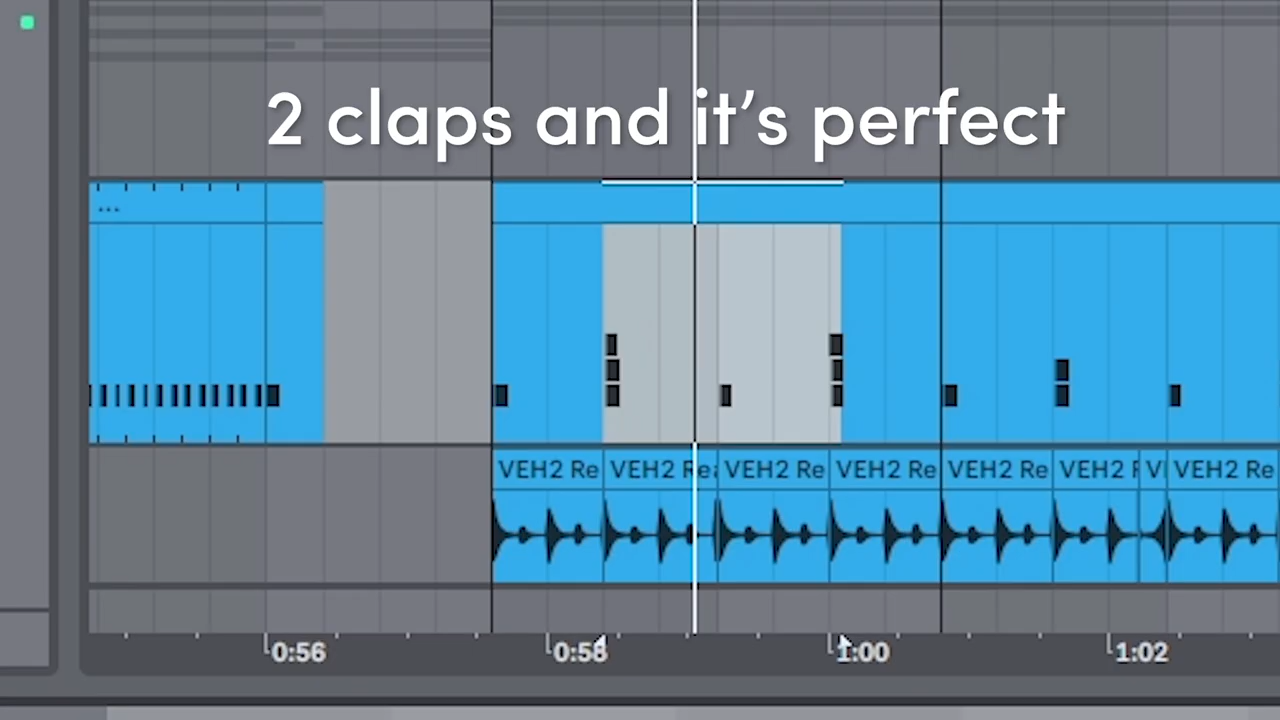 2 claps and it's perfect
...
VEH2 Re VEH2 Rea VEH2 Re VEH2 Re VEH2 Re VEH2 VEH2 Re
0:56 0:58 1:00 1:02